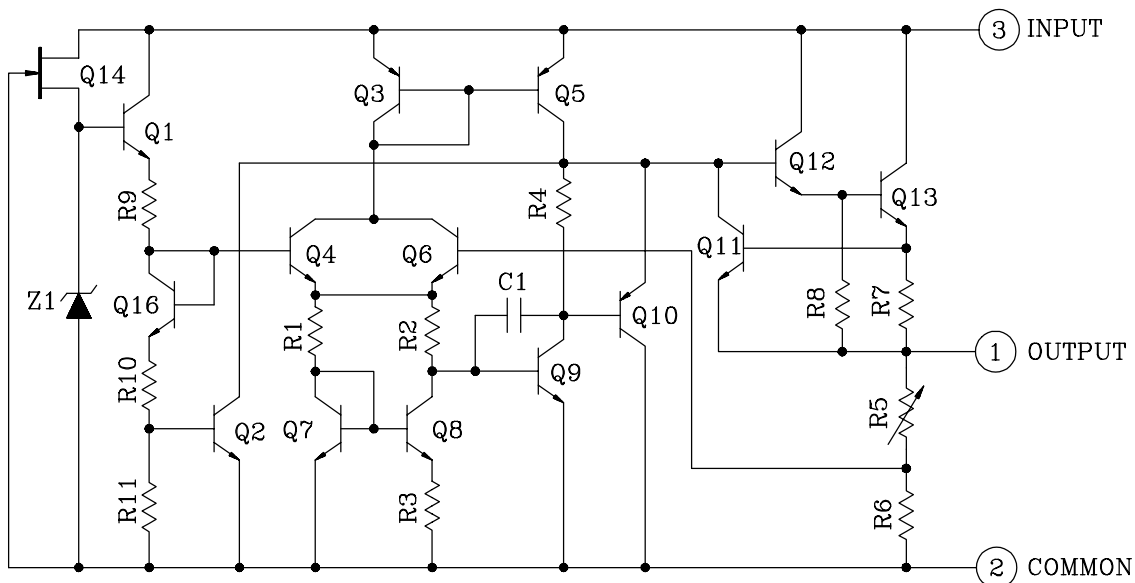 3 INPUT
Q14
Q3
Q5
Q1
Q12
Q13
R9
R4
Q4
Q6
Q11
C1
Z1
Q16
R1
R2
Q10
R8
R7
1 OUTPUT
R10
Q9
R5
Q2
Q7
Q8
R11
R3
R6
2 COMMON